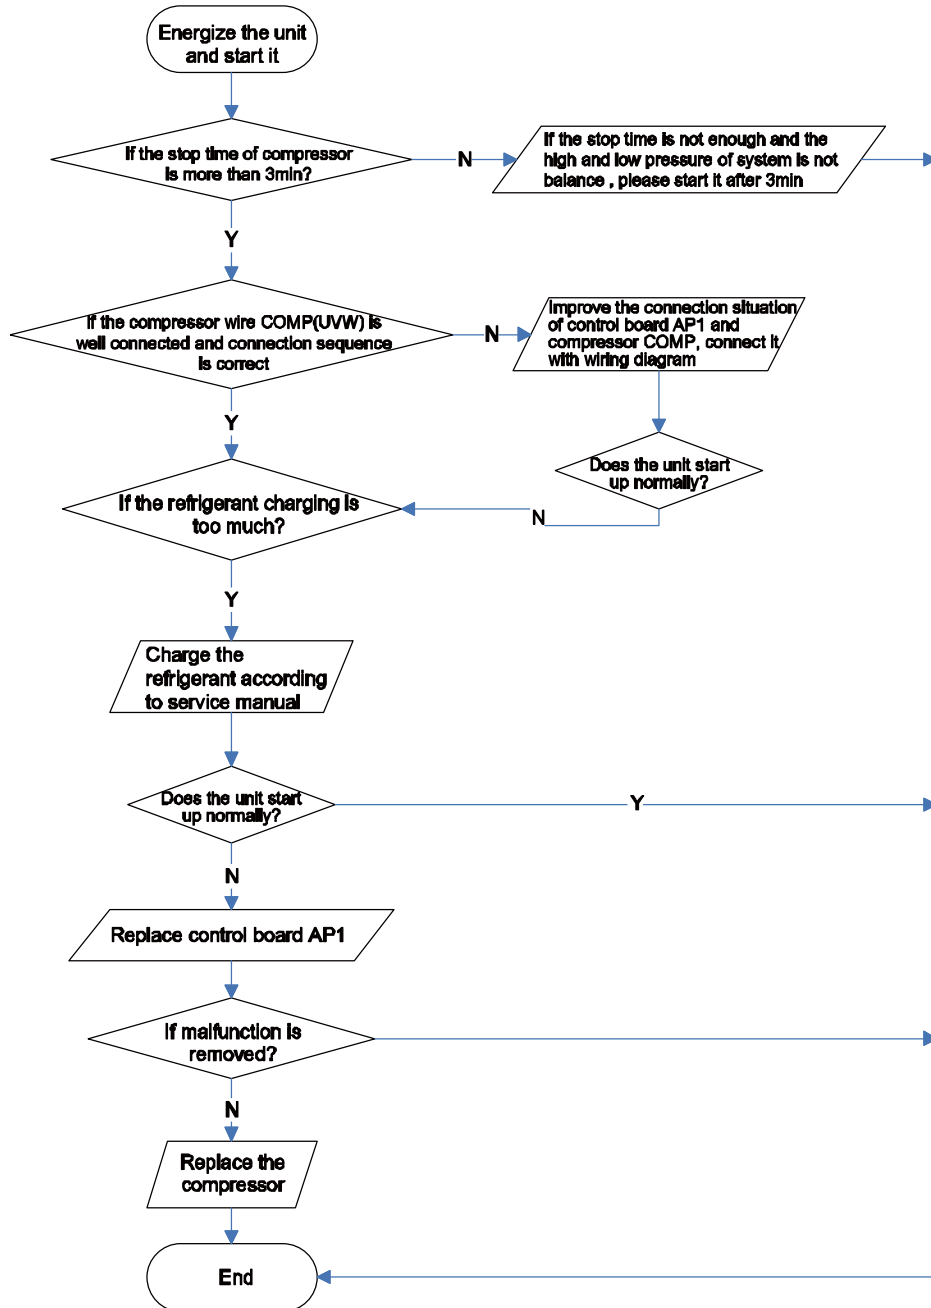 Energize the unit
and start it
If the stop time of compressor
is more than 3min?
N
If the stop time is not enough and the
high and low pressure of system is not
balance , please start it after 3min
Y
If the compressor wire COMP(UVW) is
well connected and connection sequence
is correct
N
Improve the connection situation
of control board AP1 and
compressor COMP, connect it
with wiring diagram
Y
Does the unit start
up normally?
If the refrigerant charging is
too much?
N
Y
Charge the
refrigerant according
to service manual
Does the unit start
up normally?
Y
N
Replace control board AP1
If malfunction is
removed?
N
Replace the
compressor
End